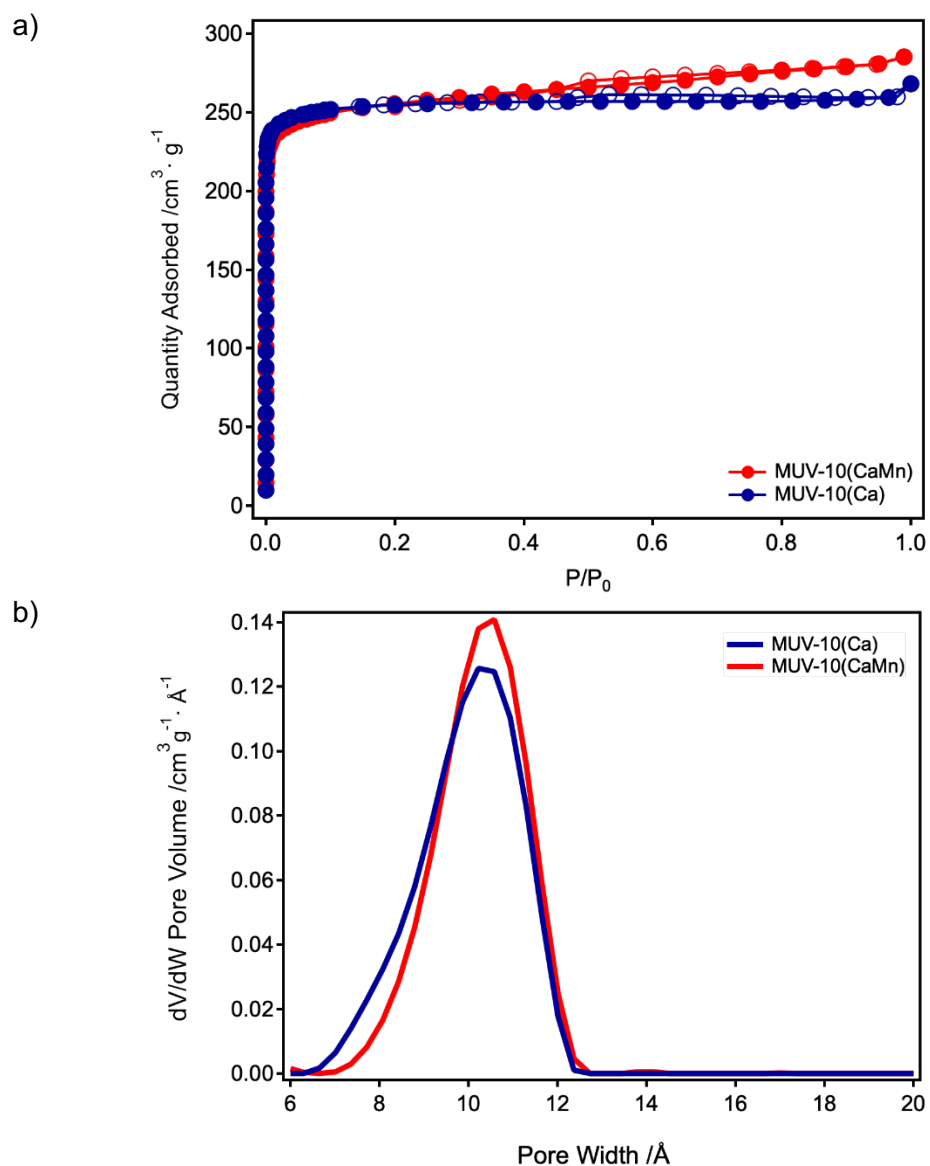 a)
300
250
200
150
100
50
0
Quantity Adsorbed /cm³ · g⁻¹
MUV-10(CaMn)
MUV-10(Ca)
0.0 0.2 0.4 0.6 0.8 1.0
P/P₀
b)
0.14
0.12
0.10
0.08
0.06
0.04
0.02
0.00
dV/dW Pore Volume /cm³g⁻¹· Å⁻¹
MUV-10(Ca)
MUV-10(CaMn)
6 8 10 12 14 16 18 20
Pore Width /Å